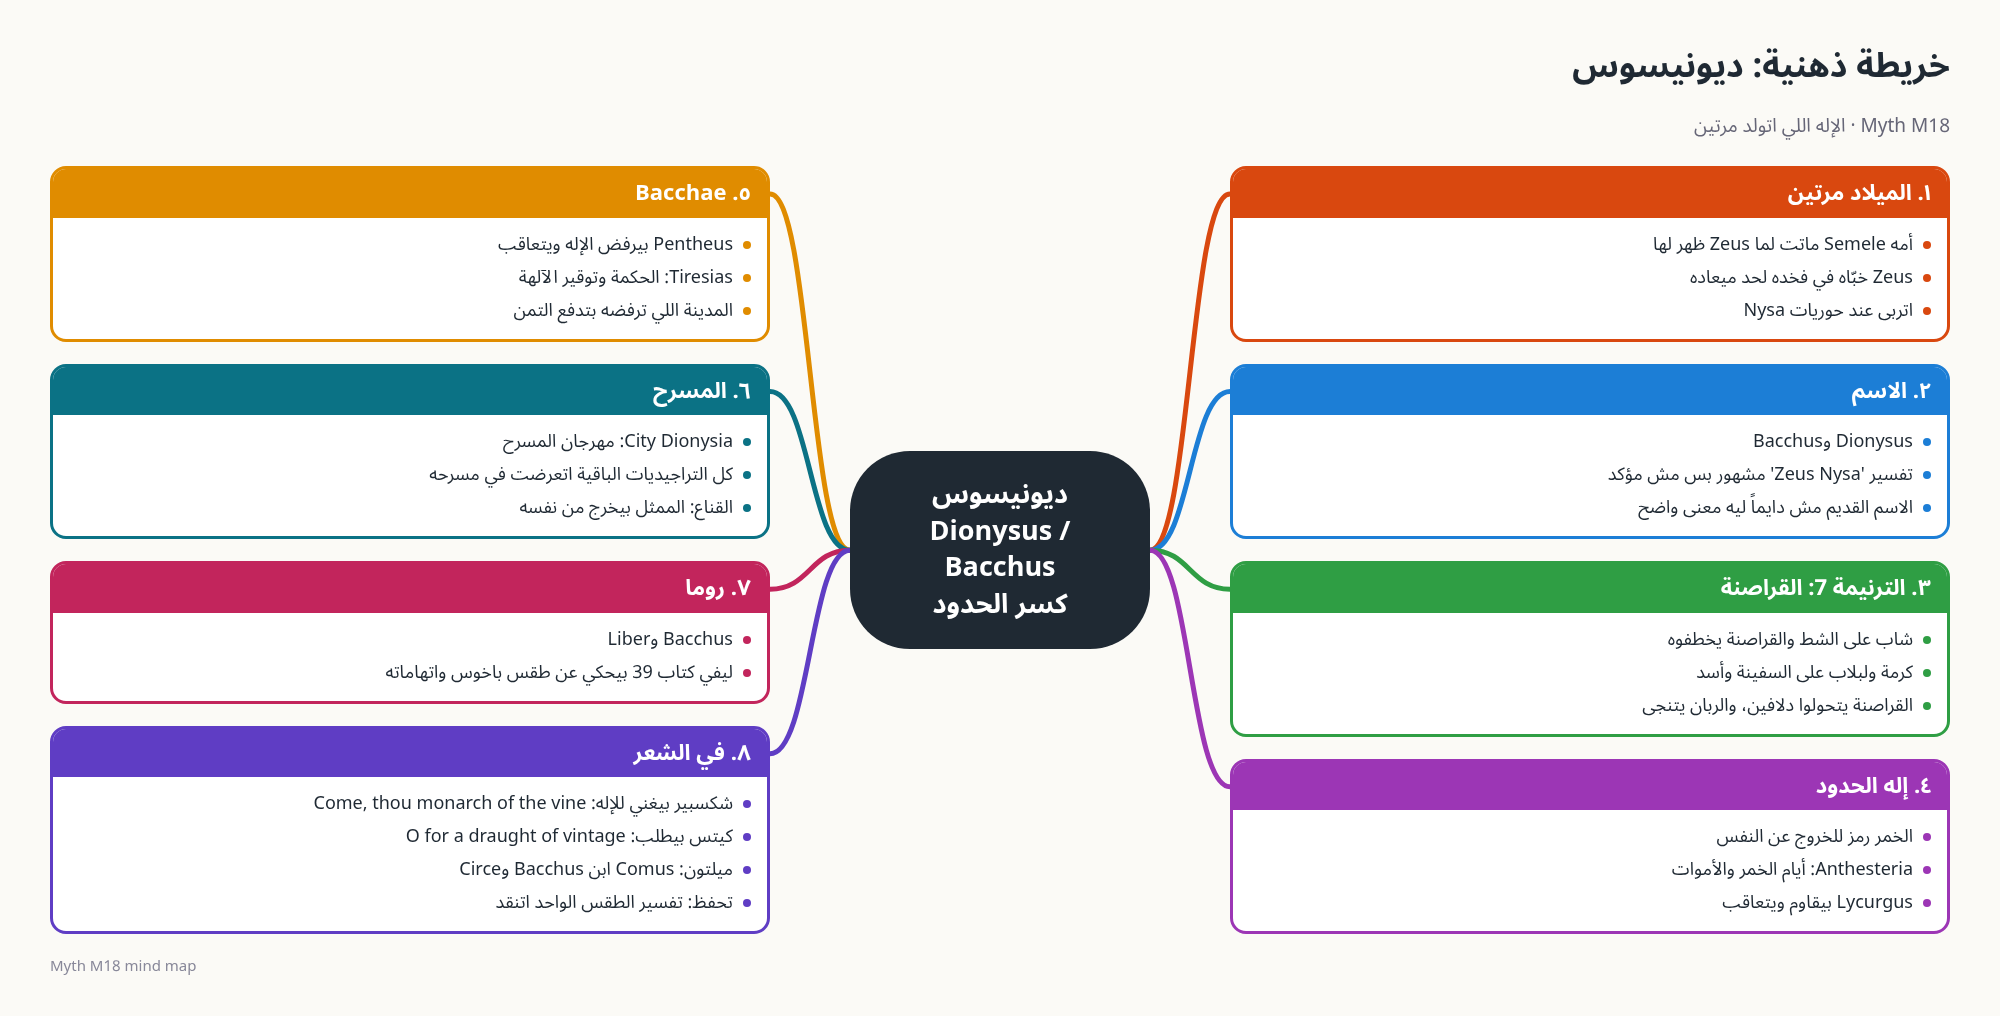 خريطة ذهنية: ديونيسوس
Myth M18 · الإله اللي اتولد مرتين
١. الميلاد مرتين
أمه Semele ماتت لما Zeus ظهر لها
Zeus خبّاه في فخده لحد ميعاده
اتربى عند حوريات Nysa
٢. الاسم
Dionysus وBacchus
تفسير 'Zeus Nysa' مشهور بس مش مؤكد
الاسم القديم مش دايماً ليه معنى واضح
٣. الترنيمة 7: القراصنة
شاب على الشط والقراصنة يخطفوه
كرمة ولبلاب على السفينة وأسد
القراصنة يتحولوا دلافين، والربان يتنجى
٤. إله الحدود
الخمر رمز للخروج عن النفس
Anthesteria: أيام الخمر والأموات
Lycurgus بيقاوم ويتعاقب
ديونيسوس
Dionysus /
Bacchus
كسر الحدود
٥. Bacchae
Pentheus بيرفض الإله ويتعاقب
Tiresias: الحكمة وتوقير الآلهة
المدينة اللي ترفضه بتدفع التمن
٦. المسرح
City Dionysia: مهرجان المسرح
كل التراجيديات الباقية اتعرضت في مسرحه
القناع: الممثل بيخرج من نفسه
٧. روما
Bacchus وLiber
ليفي كتاب 39 بيحكي عن طقس باخوس واتهاماته
٨. في الشعر
شكسبير بيغني للإله: Come, thou monarch of the vine
كيتس بيطلب: O for a draught of vintage
ميلتون: Comus ابن Bacchus وCirce
تحفظ: تفسير الطقس الواحد اتنقد
Myth M18 mind map